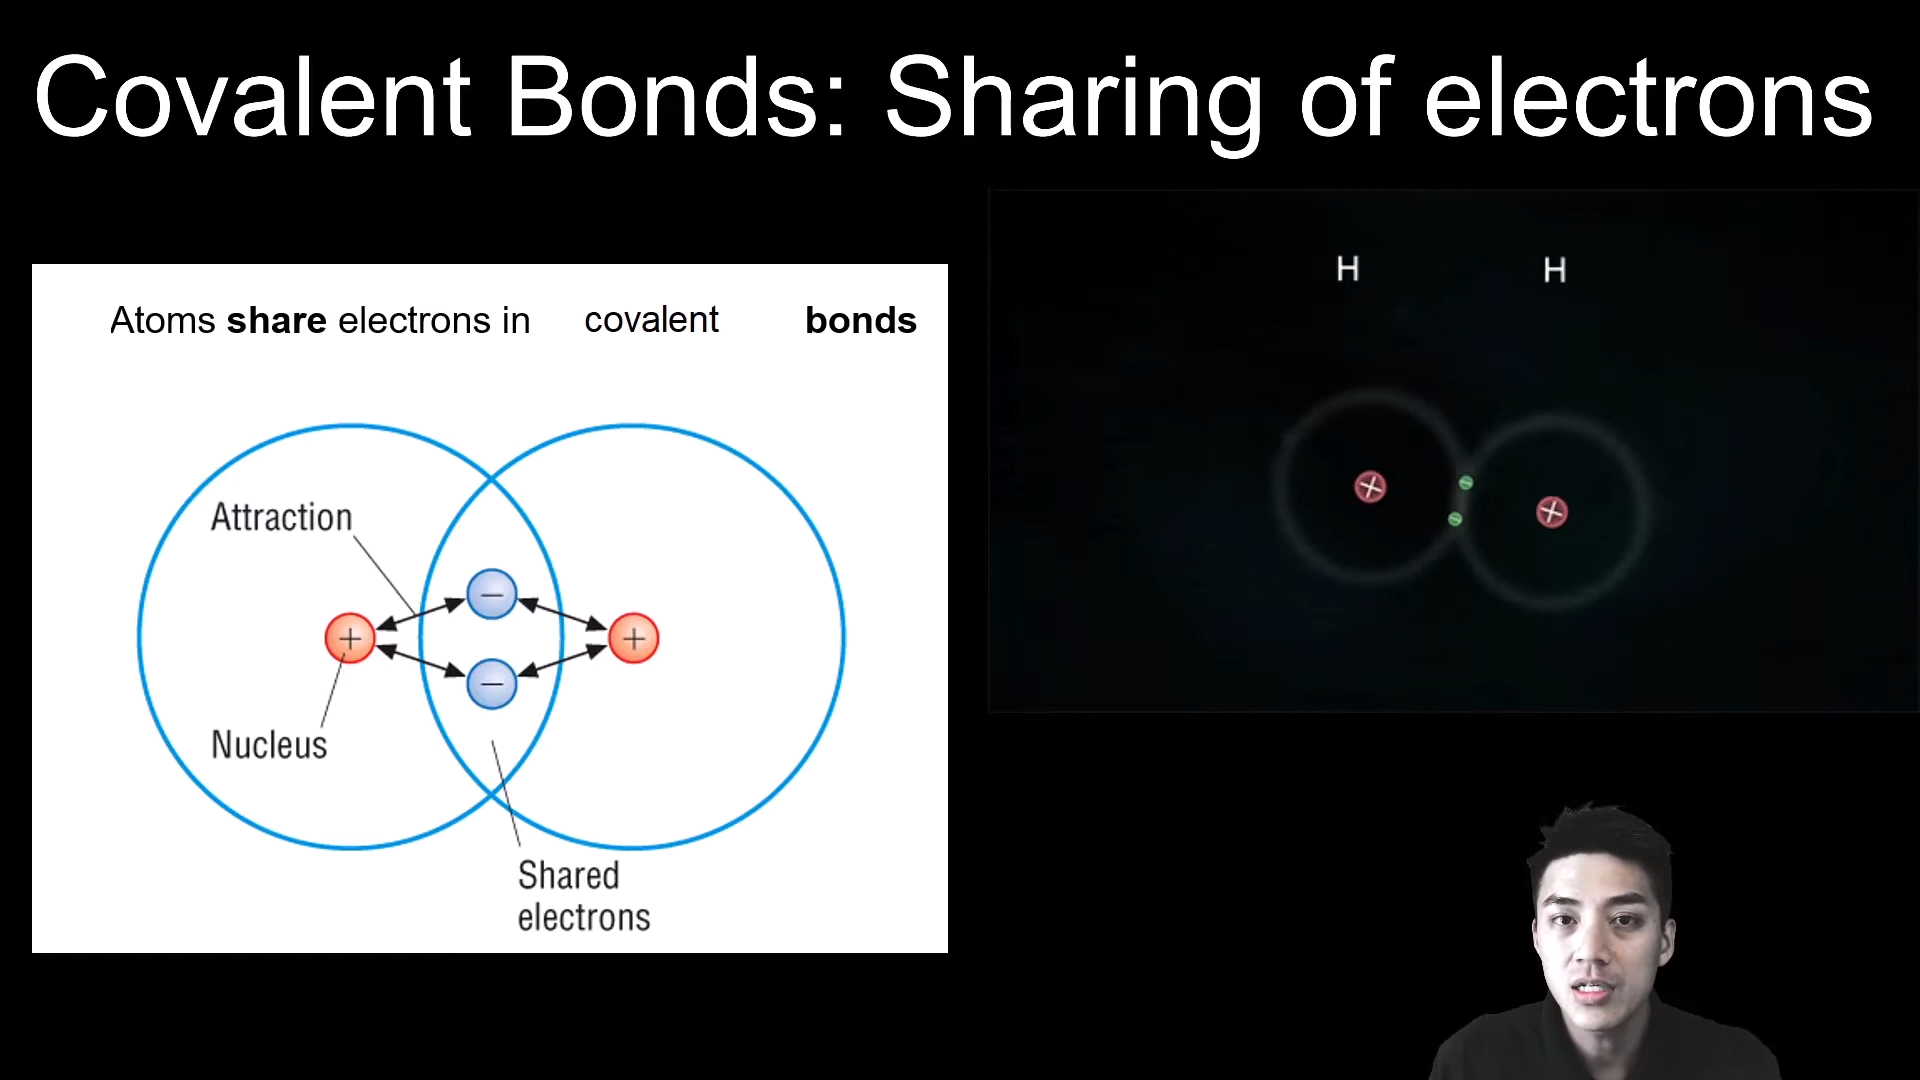 Covalent Bonds: Sharing of electrons
Atoms share electrons in covalent bonds
Attraction
+
−
+
−
Nucleus
Shared
electrons
H H
+
−
−
+